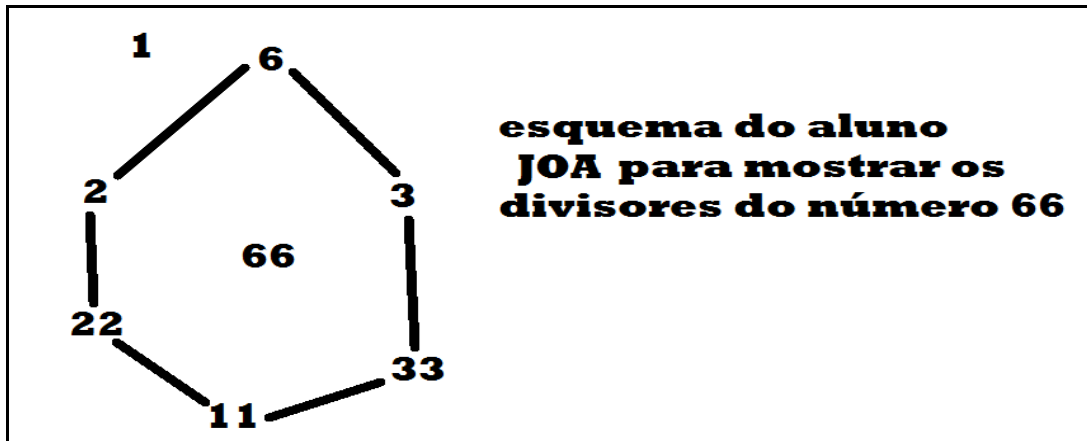 1
6
esquema do aluno
JOA para mostrar os
divisores do número 66
2
3
66
22
33
11